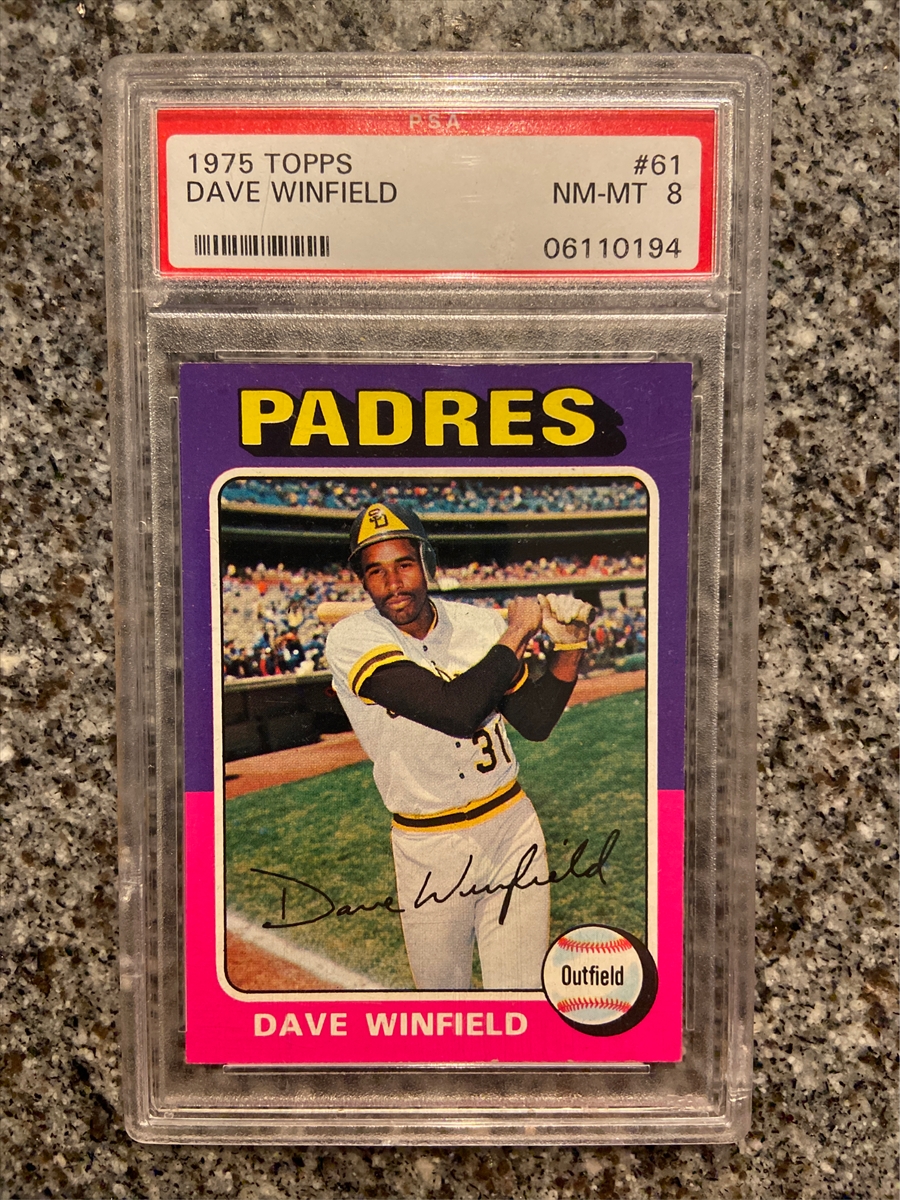 PSA
1975 TOPPS #61
DAVE WINFIELD NM-MT 8
06110194
PADRES
SD
31
Dave Winfield
Outfield
DAVE WINFIELD